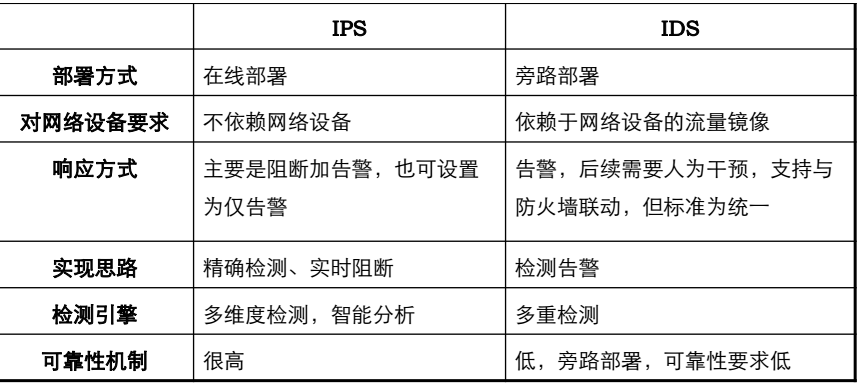 IPS IDS
部署方式 在线部署 旁路部署
对网络设备要求 不依赖网络设备 依赖于网络设备的流量镜像
响应方式 主要是阻断加告警，也可设置 告警，后续需要人为干预，支持与
为仅告警 防火墙联动，但标准为统一
实现思路 精确检测、实时阻断 检测告警
检测引擎 多维度检测，智能分析 多重检测
可靠性机制 很高 低，旁路部署，可靠性要求低